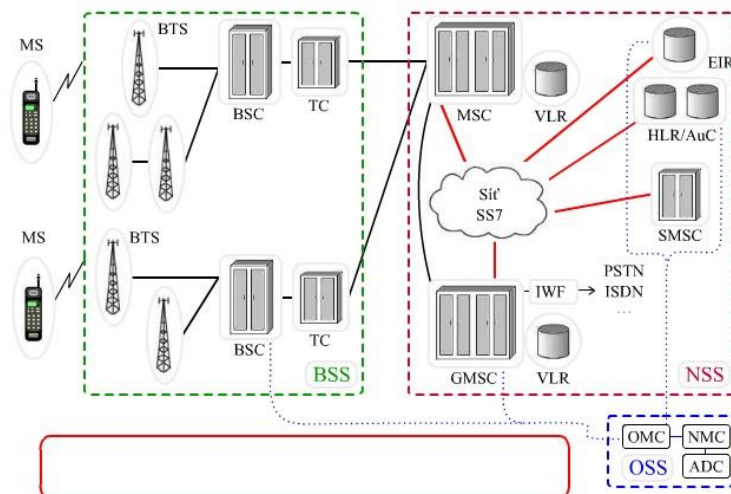 MS
BTS
BSC
TC
MSC
VLR
EIR
HLR/AuC
Síť
SS7
SMSC
MS
BTS
BSC
TC
BSS
GMSC
IWF
PSTN
ISDN
...
VLR
NSS
OMC
NMC
OSS
ADC